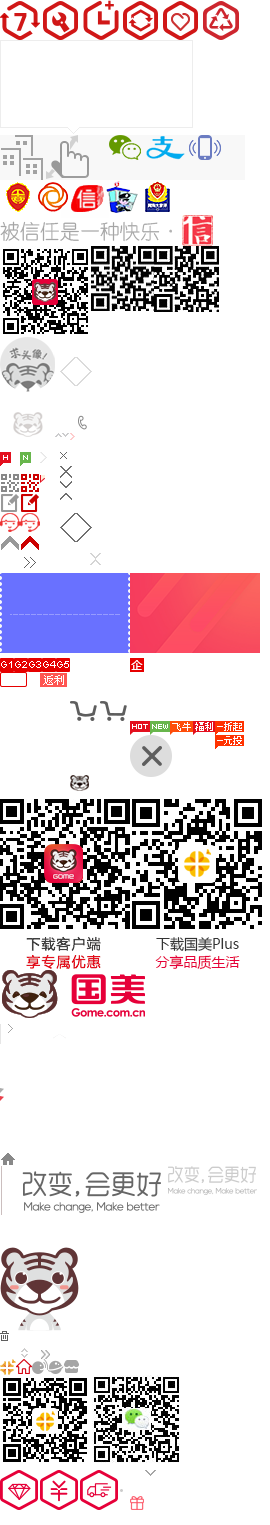 7
支
信
被信任是一种快乐·信
求头像!
H N
G1G2G3G4G5
企
返利
HOT NEW 飞牛 福利 一折起
一元投
GOME
下载客户端
享专属优惠
下载国美Plus
分享品质生活
国美
Gome.com.cn
改变,会更好
Make change, Make better
改变,会更好
Make change, Make better
¥